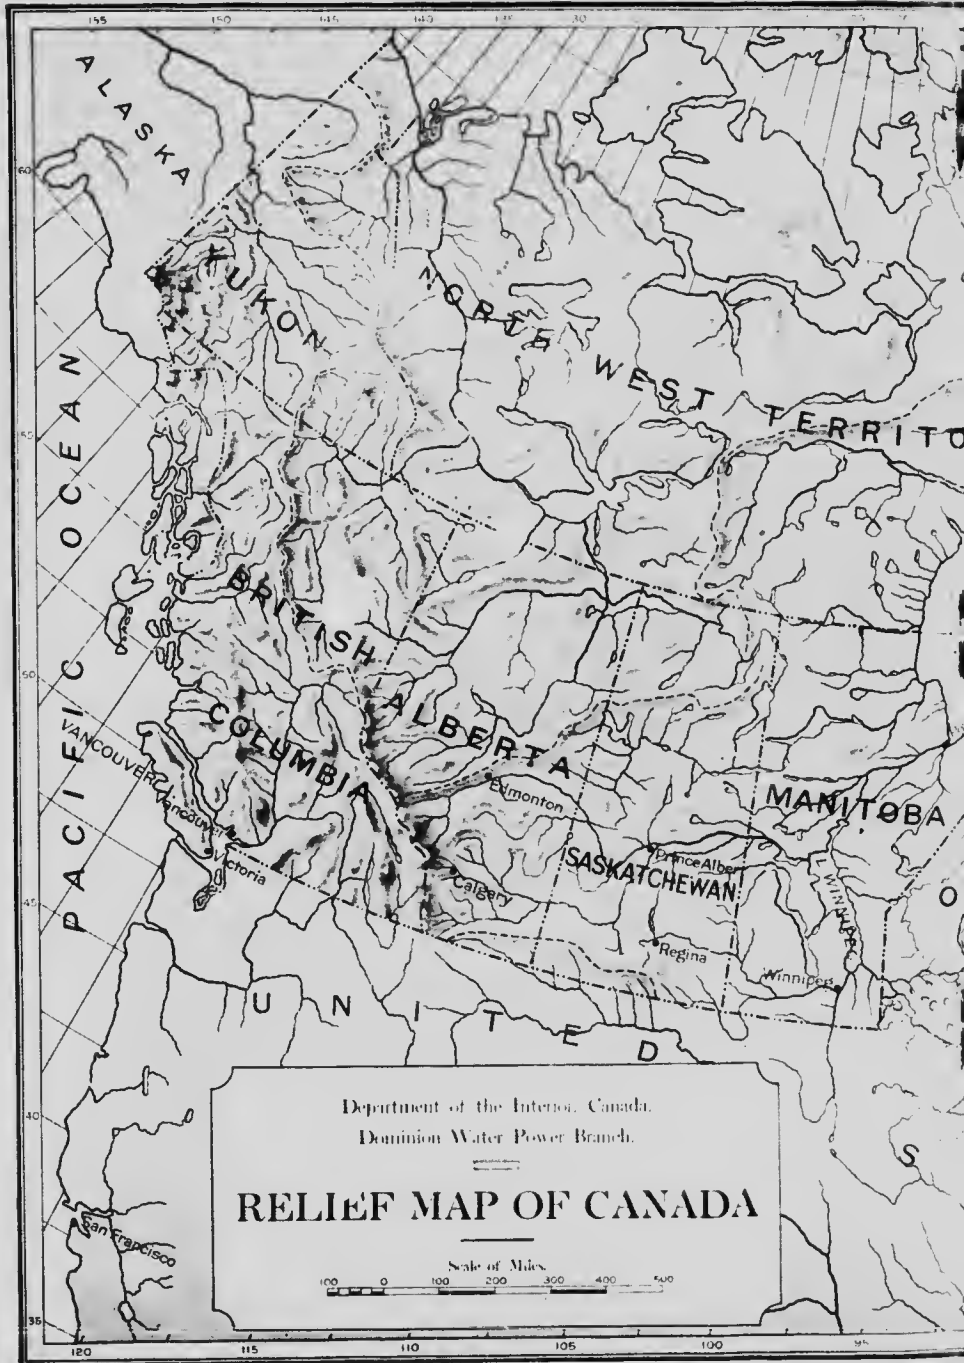 155
150
145
140
ALASKA
60
YUKON
NORTH WEST TERRITO
PACIFIC OCEAN
BRITISH
COLUMBIA
ALBERTA
50
VANCOUVER I.
Vancouver
Victoria
Edmonton
MANITOBA
Prince Albert
SASKATCHEWAN
Calgary
L. WINNIPEG
O
45
Regina
Winnipeg
UNITED
S
40
San Francisco
Department of the Interior, Canada.
Dominion Water Power Branch.
RELIEF MAP OF CANADA
Scale of Miles.
100 0 100 200 300 400 500
35
120 115 110 105 100 95